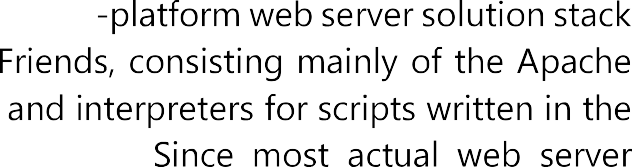 -platform web server solution stack
Friends, consisting mainly of the Apache
and interpreters for scripts written in the
Since most actual web server